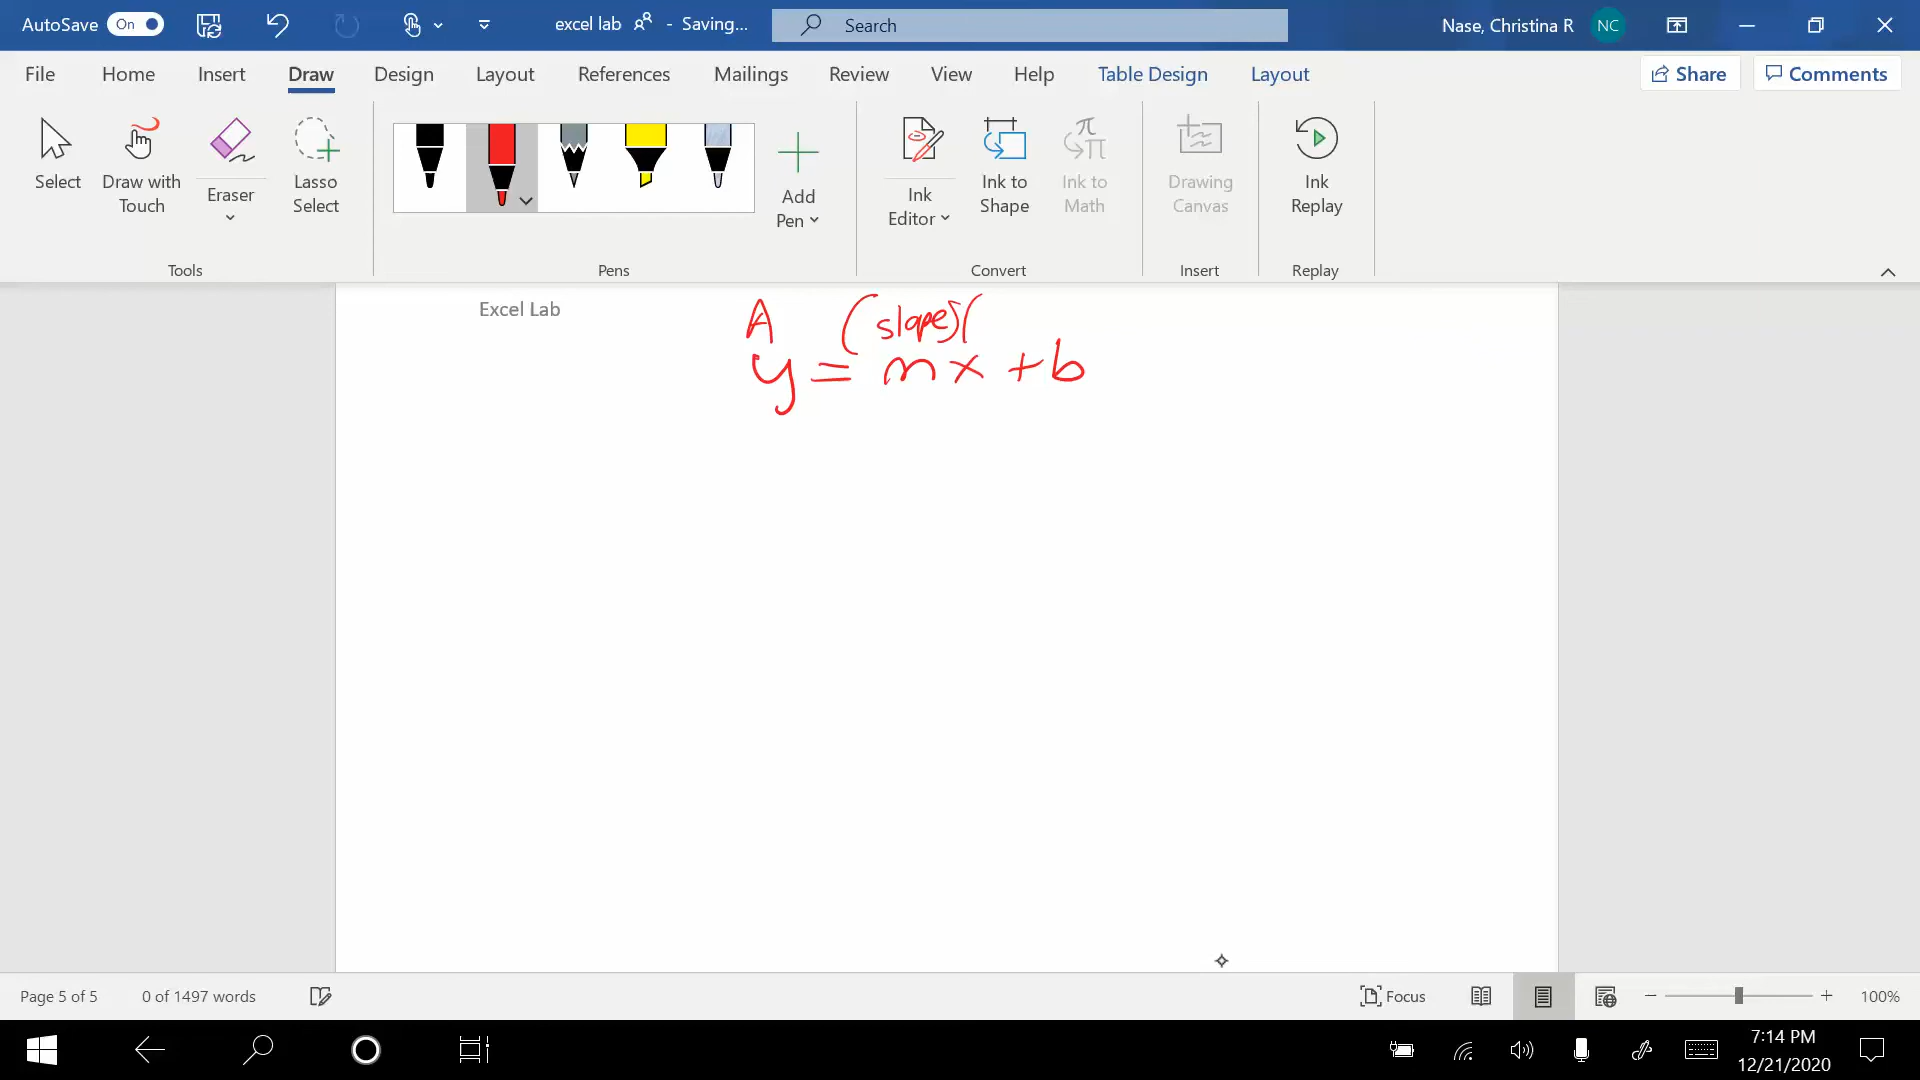 AutoSave On excel lab - Saving... Search Nase, Christina R NC
File Home Insert Draw Design Layout References Mailings Review View Help Table Design Layout Share Comments
Select Draw with Touch Eraser Lasso Select Add Pen Ink Editor Ink to Shape Ink to Math Drawing Canvas Ink Replay
Tools Pens Convert Insert Replay
Excel Lab
A (slope)(
y = mx + b
Page 5 of 5 0 of 1497 words Focus 100%
7:14 PM
12/21/2020